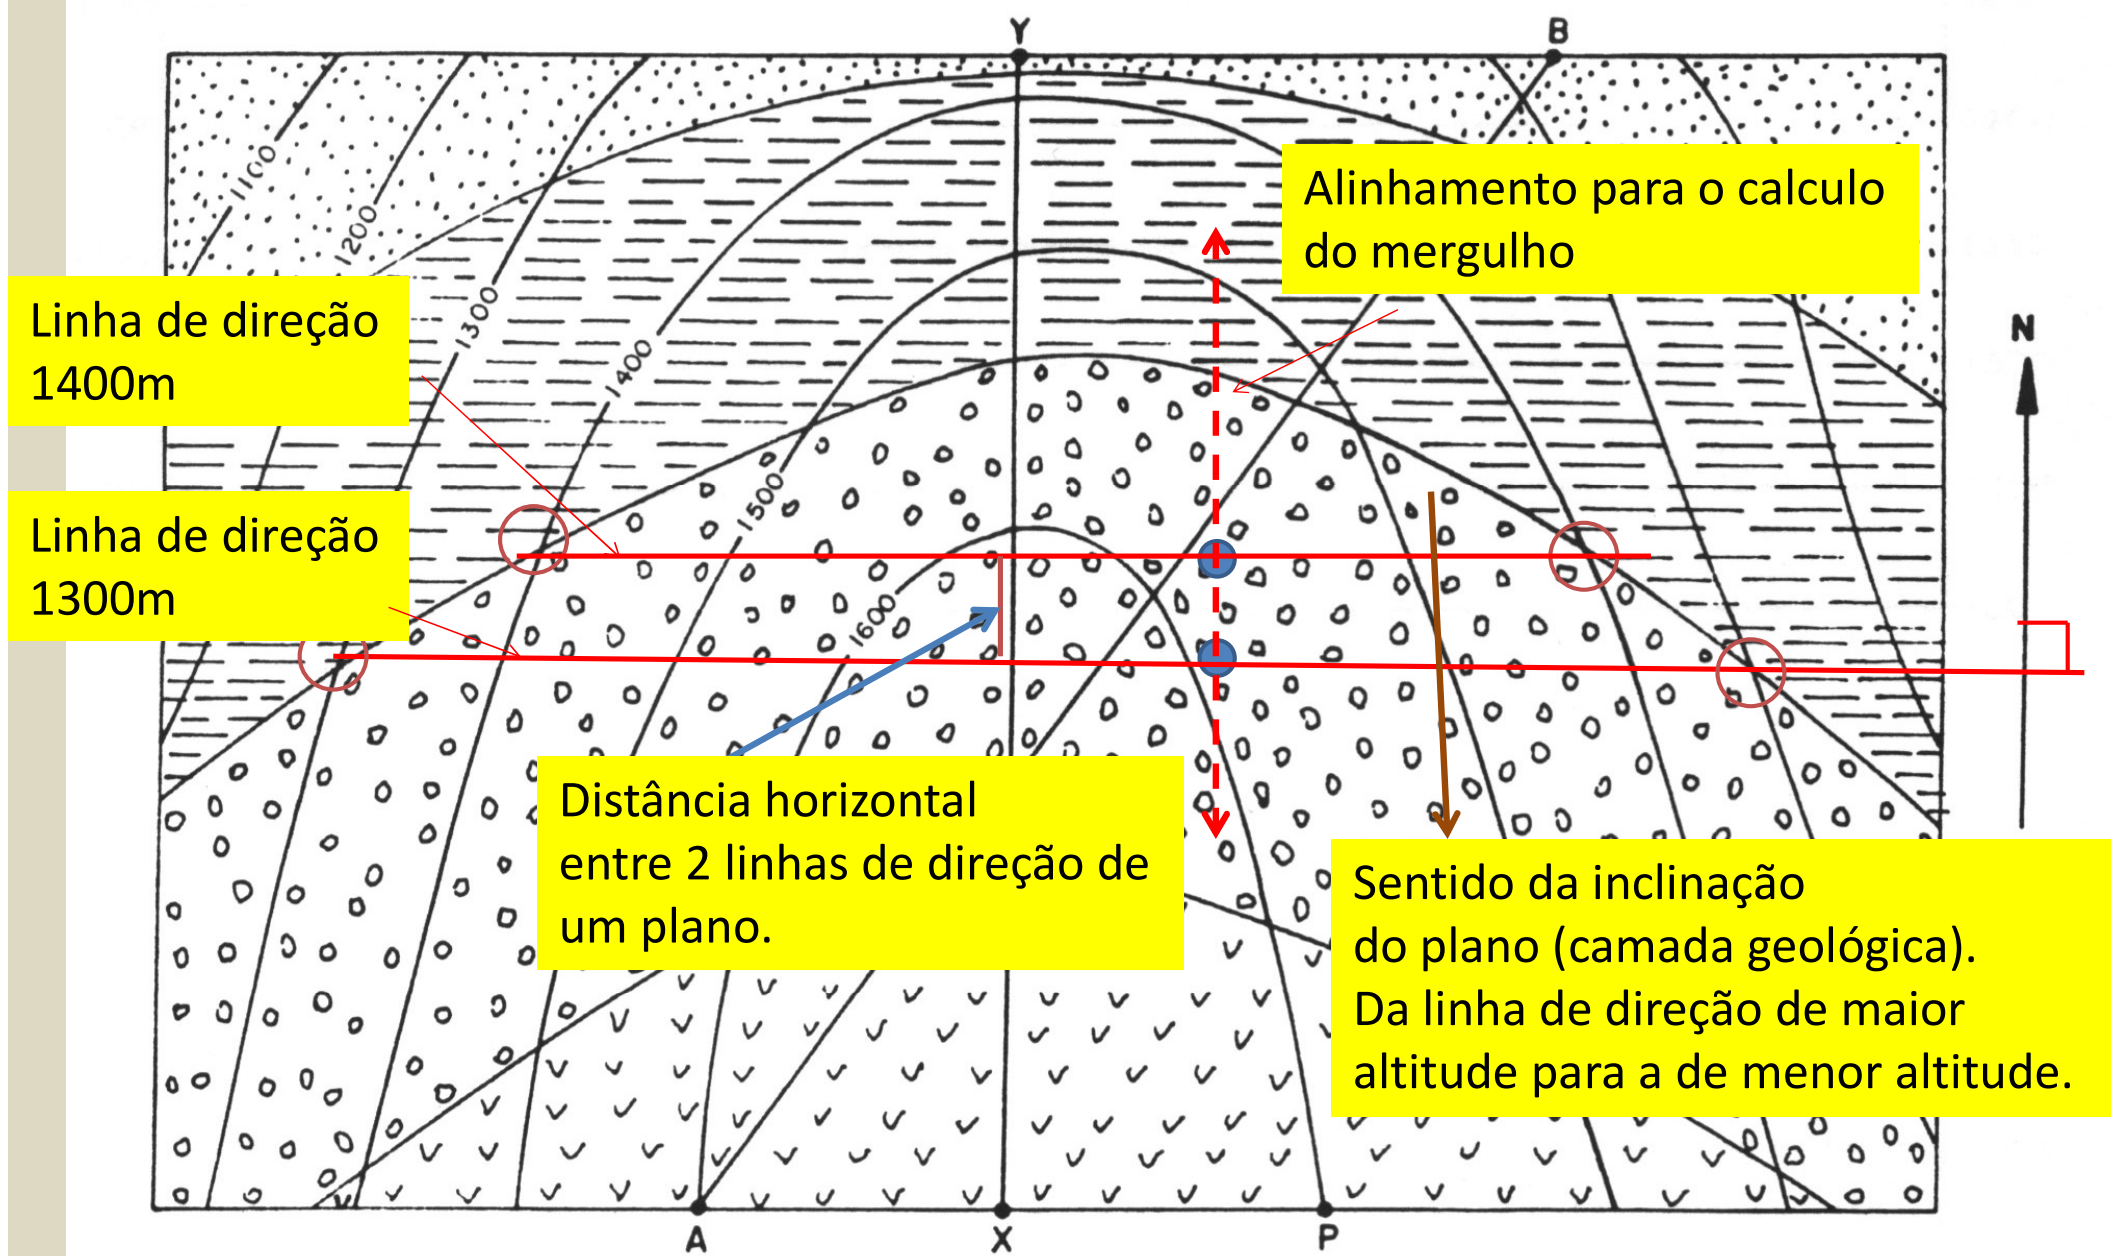 Y
B
1100
1200
1300
1400
1500
1600
Alinhamento para o calculo
do mergulho
Linha de direção
1400m
N
Linha de direção
1300m
Distância horizontal
entre 2 linhas de direção de
um plano.
Sentido da inclinação
do plano (camada geológica).
Da linha de direção de maior
altitude para a de menor altitude.
A
X
P